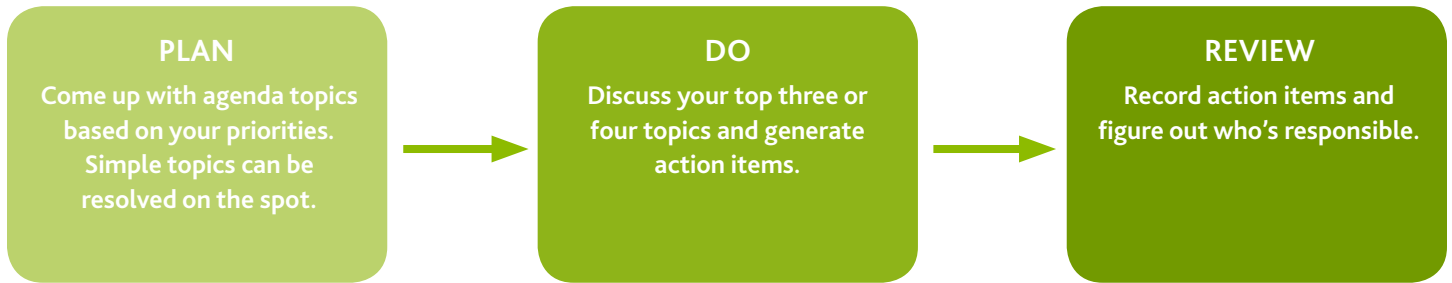 PLAN
Come up with agenda topics
based on your priorities.
Simple topics can be
resolved on the spot.
DO
Discuss your top three or
four topics and generate
action items.
REVIEW
Record action items and
figure out who’s responsible.